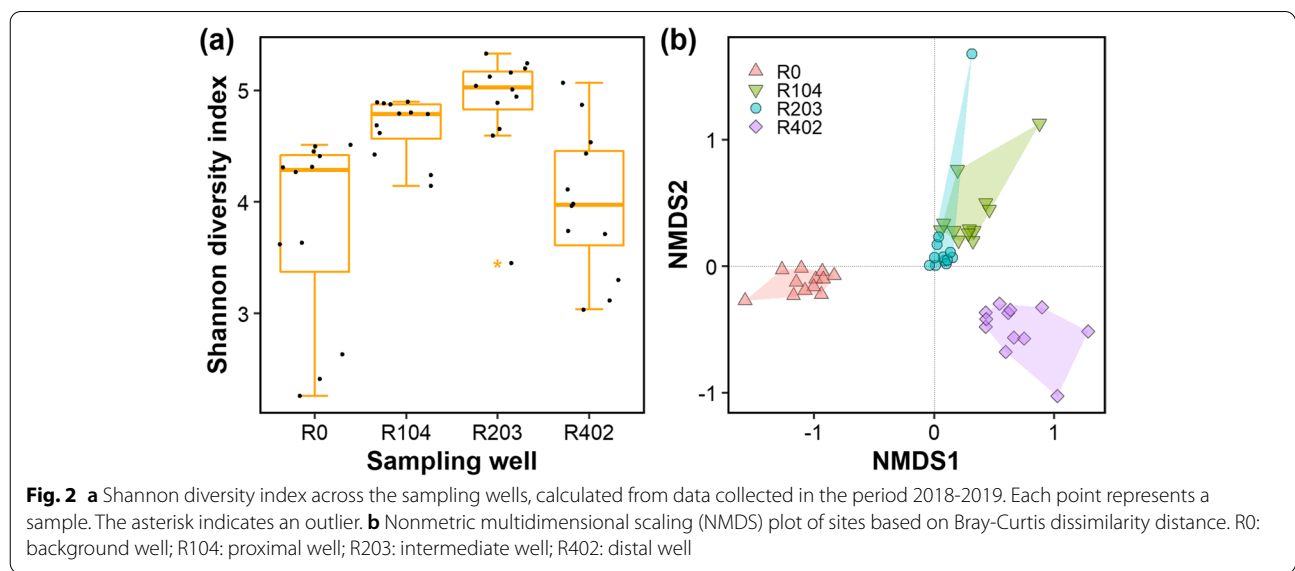 (a)
Shannon diversity index
5
4
3
*
R0 R104 R203 R402
Sampling well
(b)
R0
R104
R203
R402
NMDS2
1
0
-1
-1 0 1
NMDS1
Fig. 2 a Shannon diversity index across the sampling wells, calculated from data collected in the period 2018-2019. Each point represents a
sample. The asterisk indicates an outlier. b Nonmetric multidimensional scaling (NMDS) plot of sites based on Bray-Curtis dissimilarity distance. R0:
background well; R104: proximal well; R203: intermediate well; R402: distal well